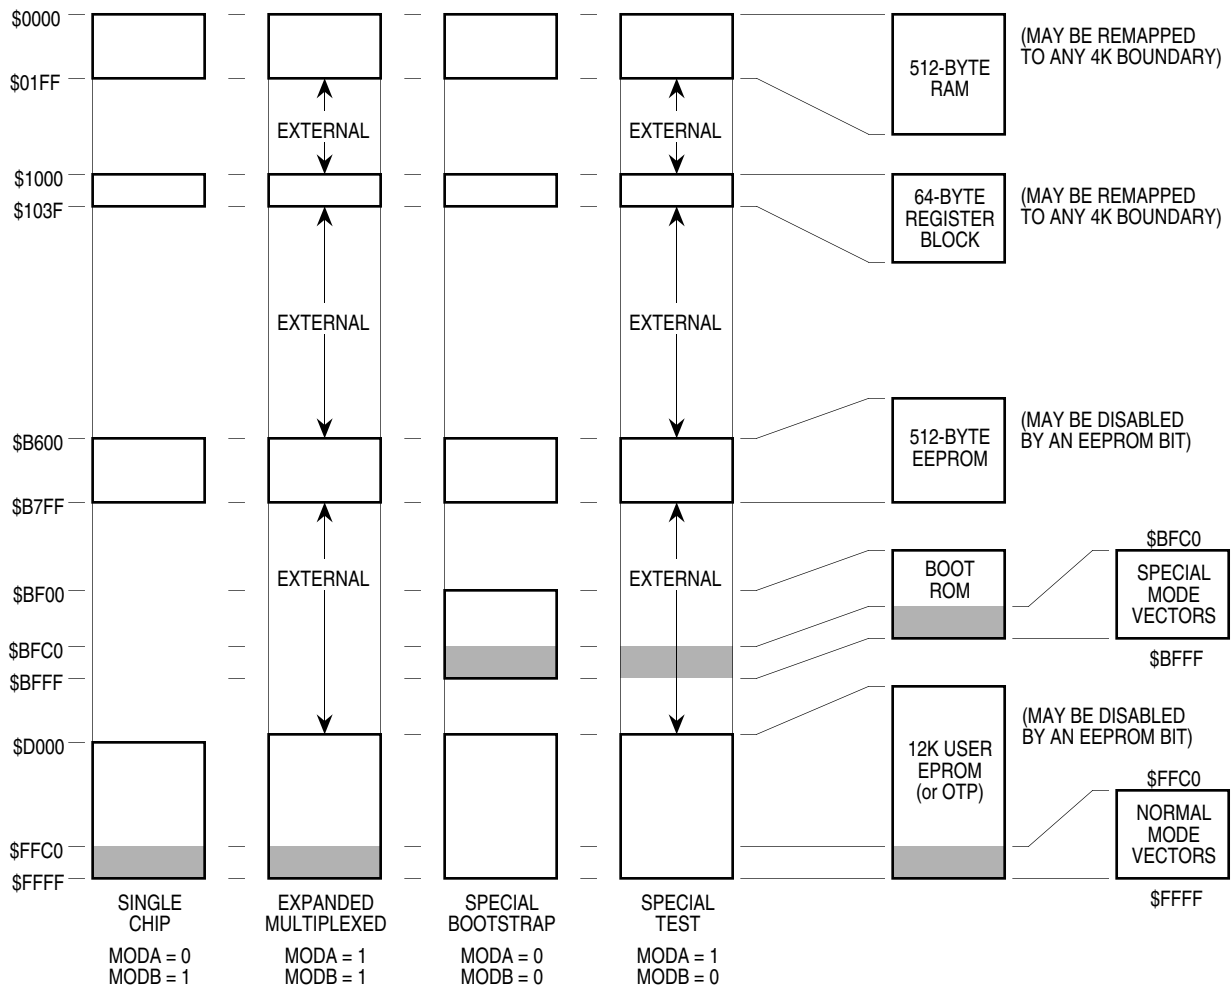 $0000
$01FF
$1000
$103F
$B600
$B7FF
$BF00
$BFC0
$BFFF
$D000
$FFC0
$FFFF
EXTERNAL
EXTERNAL
EXTERNAL
EXTERNAL
EXTERNAL
EXTERNAL
512-BYTE
RAM
(MAY BE REMAPPED
TO ANY 4K BOUNDARY)
64-BYTE
REGISTER
BLOCK
(MAY BE REMAPPED
TO ANY 4K BOUNDARY)
512-BYTE
EEPROM
(MAY BE DISABLED
BY AN EEPROM BIT)
BOOT
ROM
$BFC0
SPECIAL
MODE
VECTORS
$BFFF
12K USER
EPROM
(or OTP)
(MAY BE DISABLED
BY AN EEPROM BIT)
$FFC0
NORMAL
MODE
VECTORS
$FFFF
SINGLE
CHIP
MODA = 0
MODB = 1
EXPANDED
MULTIPLEXED
MODA = 1
MODB = 1
SPECIAL
BOOTSTRAP
MODA = 0
MODB = 0
SPECIAL
TEST
MODA = 1
MODB = 0